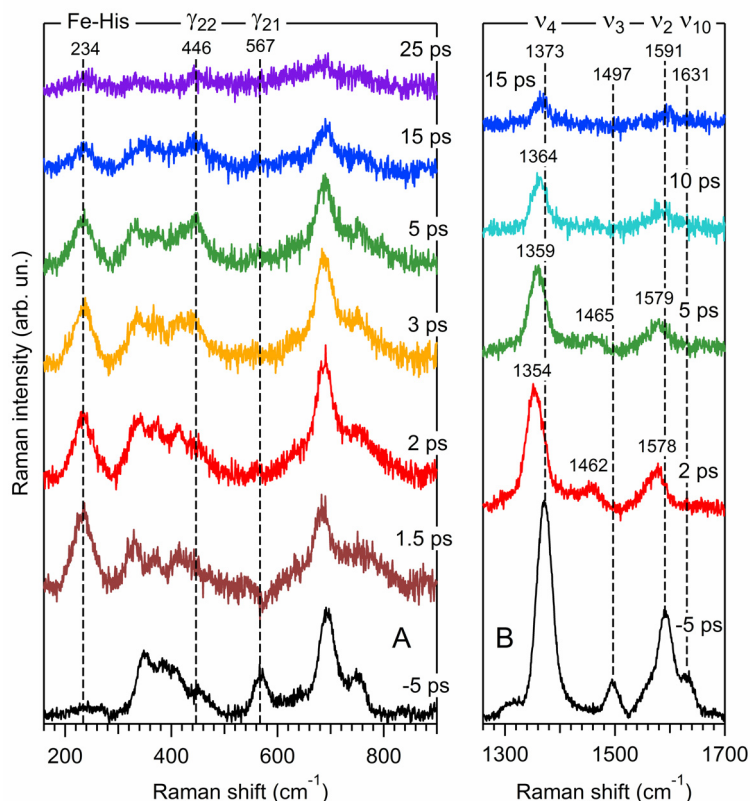 Fe-His γ22 γ21
234 446 567
25 ps
15 ps
5 ps
3 ps
2 ps
1.5 ps
A
-5 ps
200 400 600 800
Raman shift (cm-1)
Raman intensity (arb. un.)
ν4 ν3 ν2 ν10
1373 1497 1591 1631
15 ps
1364
10 ps
1359
1465 1579 5 ps
1354
1462 1578 2 ps
B
-5 ps
1300 1500 1700
Raman shift (cm-1)